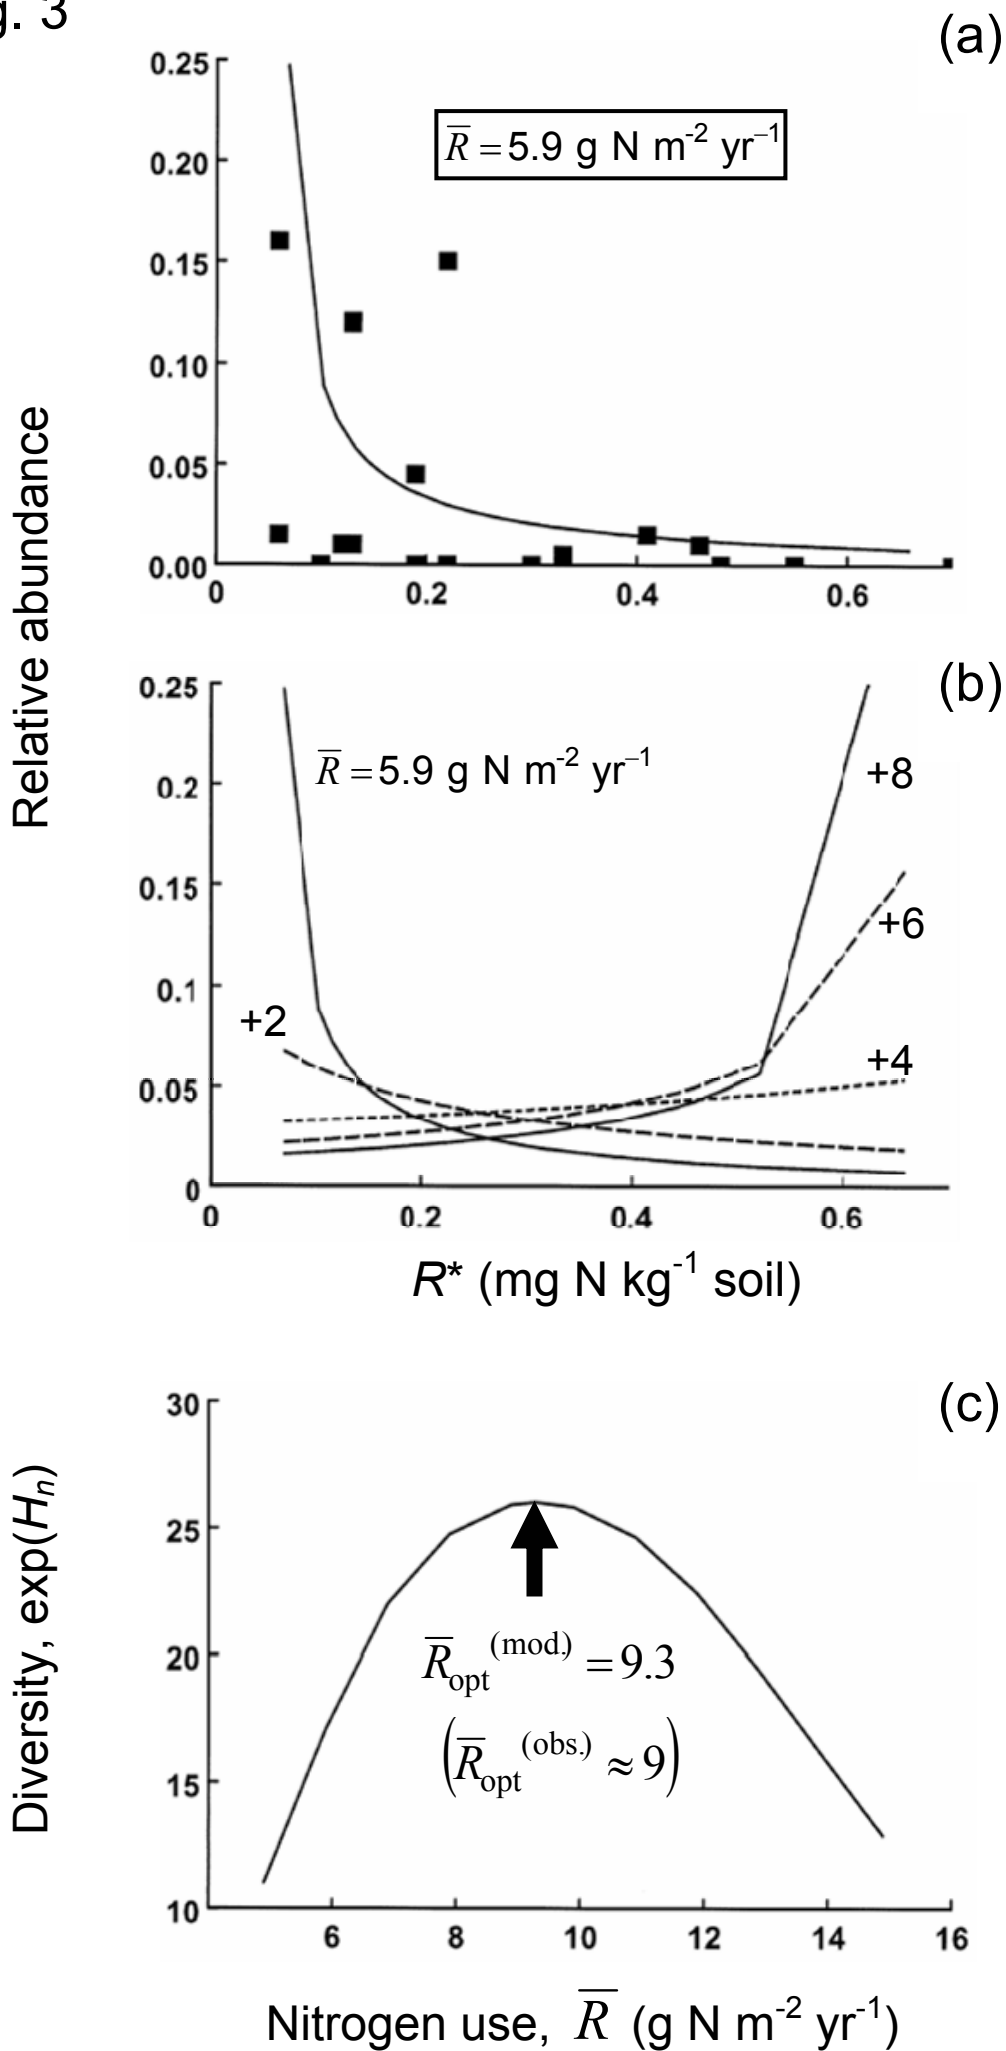 g. 3
(a)
0.25
R̅ = 5.9 g N m⁻² yr⁻¹
0.20
0.15
0.10
0.05
0.00
0 0.2 0.4 0.6
Relative abundance
(b)
0.25
R̅ = 5.9 g N m⁻² yr⁻¹
+8
0.2
0.15
+6
0.1
+2
+4
0.05
0
0 0.2 0.4 0.6
R* (mg N kg⁻¹ soil)
(c)
30
25
R̅opt(mod.) = 9.3
20
(R̅opt(obs.) ≈ 9)
15
10
6 8 10 12 14 16
Diversity, exp(Hn)
Nitrogen use, R̅ (g N m⁻² yr⁻¹)